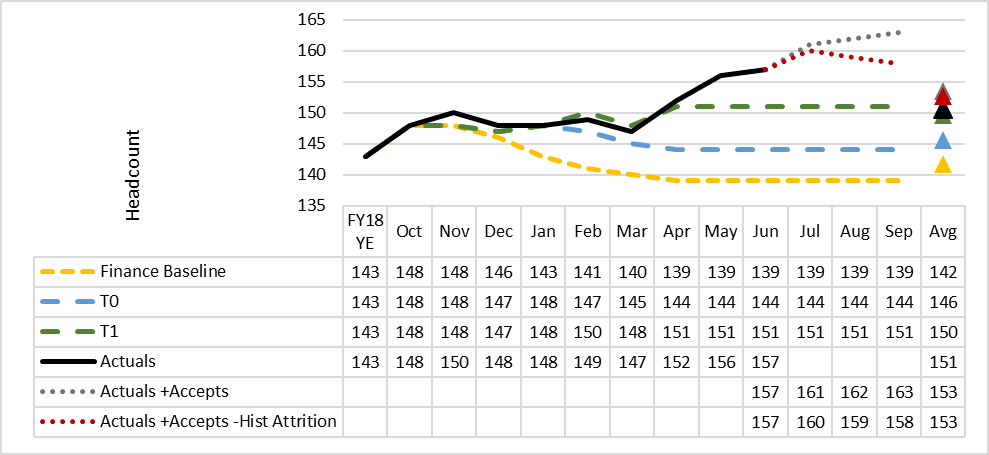 165
160
155
150
145
140
135
Headcount
FY18 YE Oct Nov Dec Jan Feb Mar Apr May Jun Jul Aug Sep Avg
Finance Baseline 143 148 148 146 143 141 140 139 139 139 139 139 139 142
T0 143 148 148 147 148 147 145 144 144 144 144 144 144 146
T1 143 148 148 147 148 150 148 151 151 151 151 151 151 150
Actuals 143 148 150 148 148 149 147 152 156 157 151
Actuals +Accepts 157 161 162 163 153
Actuals +Accepts -Hist Attrition 157 160 159 158 153